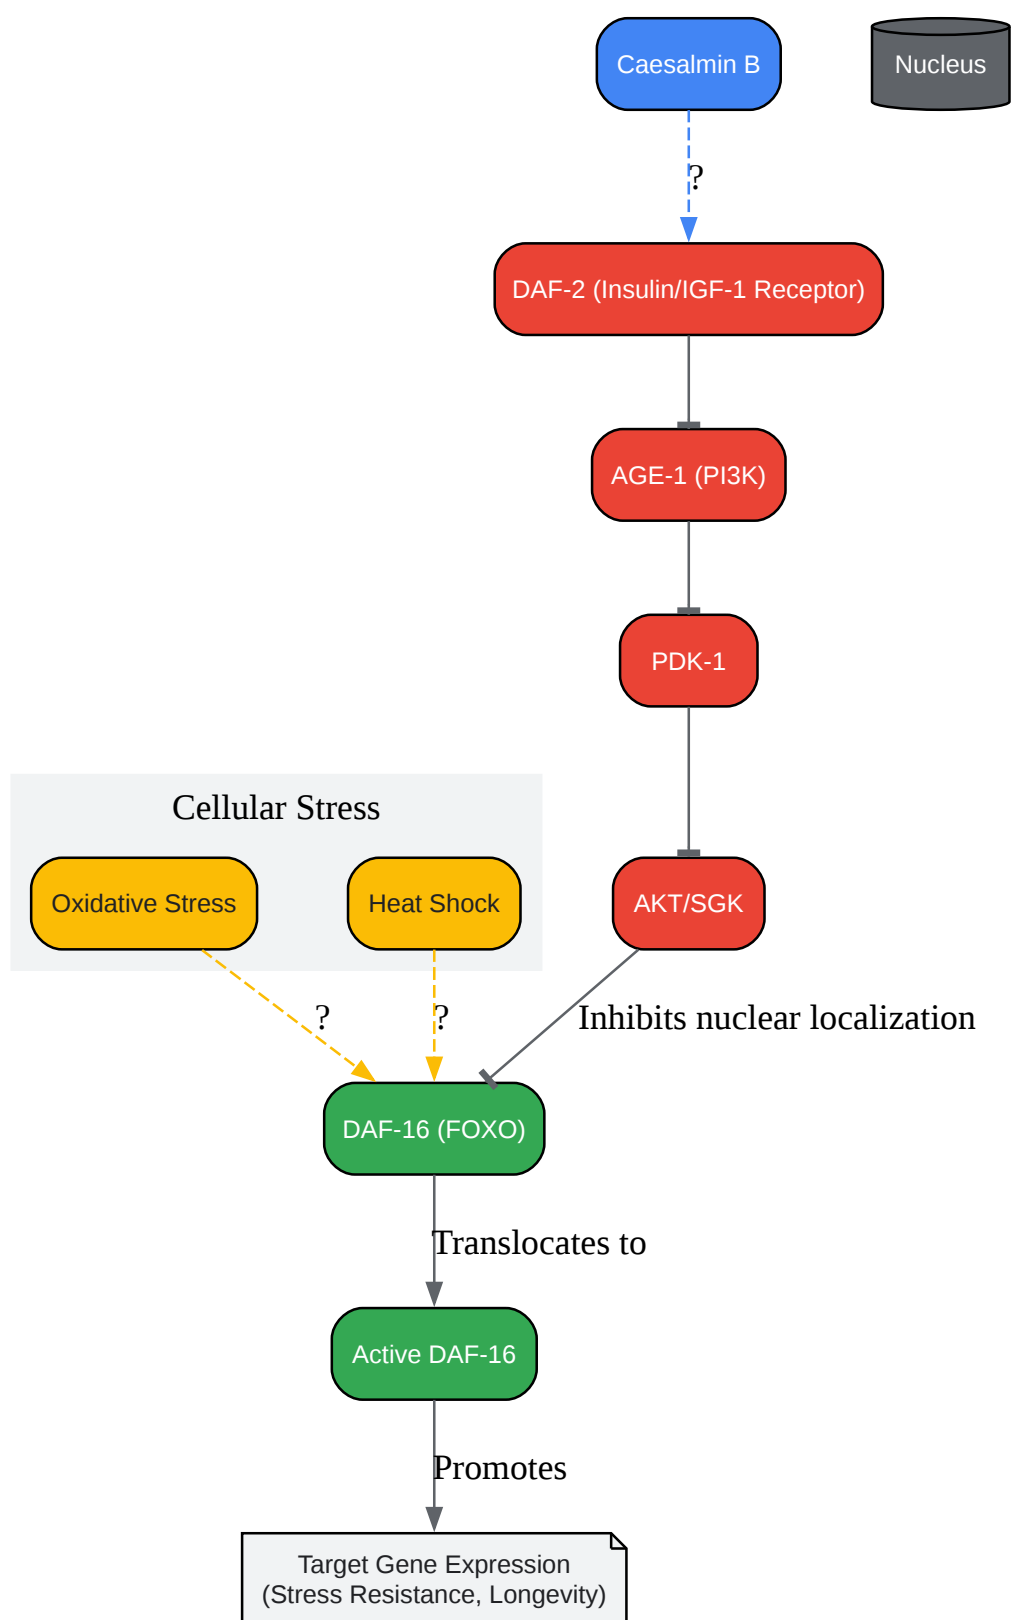 Caesalmin B
Nucleus
?
DAF-2 (Insulin/IGF-1 Receptor)
AGE-1 (PI3K)
PDK-1
Cellular Stress
Oxidative Stress
Heat Shock
AKT/SGK
?
?
Inhibits nuclear localization
DAF-16 (FOXO)
Translocates to
Active DAF-16
Promotes
Target Gene Expression
(Stress Resistance, Longevity)